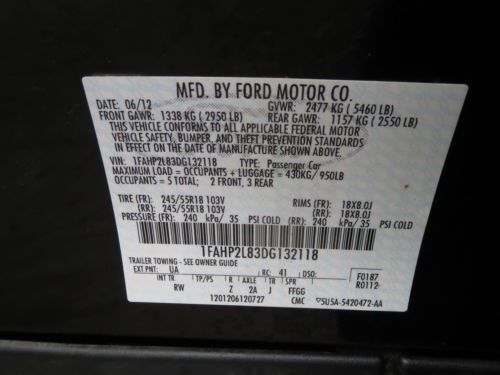 MFD. BY FORD MOTOR CO.
DATE: 06/12 GVWR: 2477 KG ( 5460 LB)
FRONT GAWR: 1338 KG ( 2950 LB) REAR GAWR: 1157 KG ( 2550 LB)
THIS VEHICLE CONFORMS TO ALL APPLICABLE FEDERAL MOTOR
VEHICLE SAFETY, BUMPER, AND THEFT PREVENTION STANDARDS
IN EFFECT ON THE DATE OF MANUFACTURE SHOWN ABOVE.
VIN: 1FAHP2L83DG132118 TYPE: Passenger Car
MAXIMUM LOAD = OCCUPANTS + LUGGAGE = 430KG/ 950LB
OCCUPANTS = 5 TOTAL; 2 FRONT, 3 REAR
TIRE (FR): 245/55R18 103V RIMS (FR): 18X8.0J
(RR): 245/55R18 103V (RR): 18X8.0J
PRESSURE (FR): 240 kPa/ 35 PSI COLD (RR): 240 kPa/ 35 PSI COLD
1FAHP2L83DG132118
TRAILER TOWING - SEE OWNER GUIDE
EXT PNT: UA RC: 41 DSO: F0187
INT TR TP/PS R AXLE TR SPR R0112
RW Z 2A J FFGG
1201206120727 CMC ▽SU5A-5420472-AA